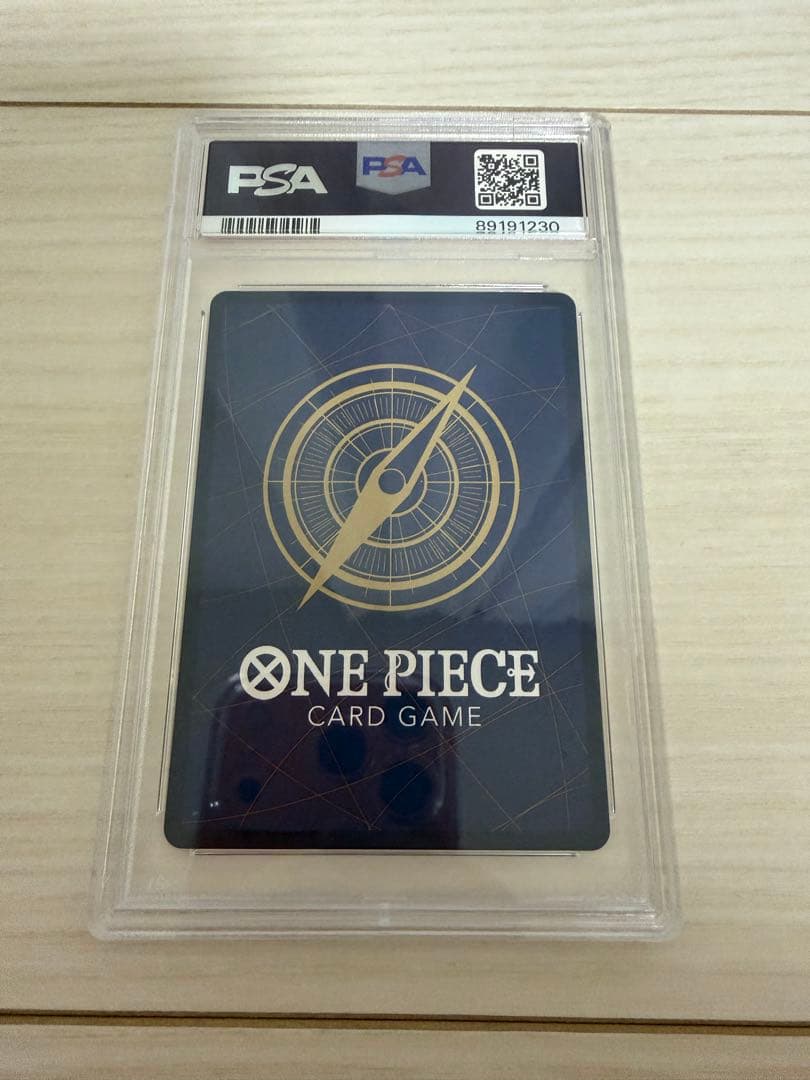 PSA
PSA
89191230
ONE PIECE
CARD GAME